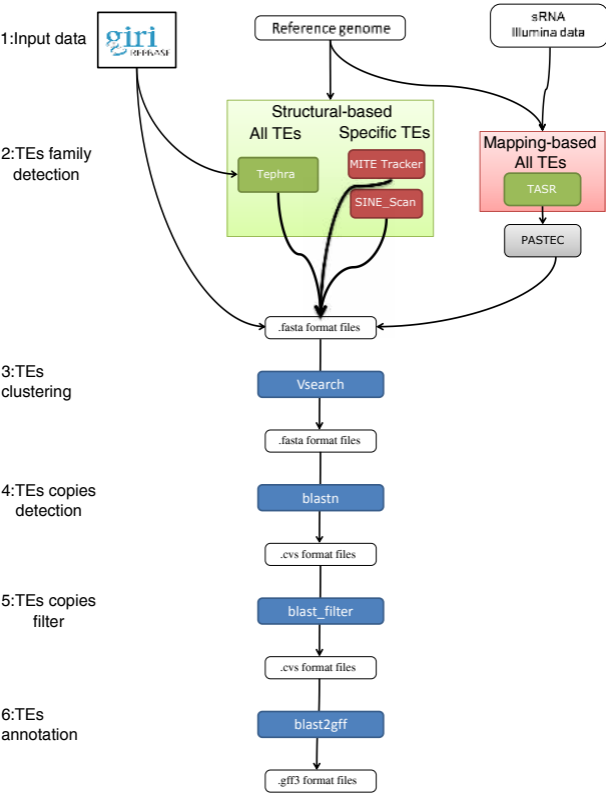 1:Input data
giri
REPBASE
Reference genome
sRNA
Illumina data
2:TEs family
detection
Structural-based
All TEs
Specific TEs
Tephra
MITE Tracker
SINE_Scan
Mapping-based
All TEs
TASR
PASTEC
.fasta format files
3:TEs
clustering
Vsearch
.fasta format files
4:TEs copies
detection
blastn
.cvs format files
5:TEs copies
filter
blast_filter
.cvs format files
6:TEs
annotation
blast2gff
.gff3 format files